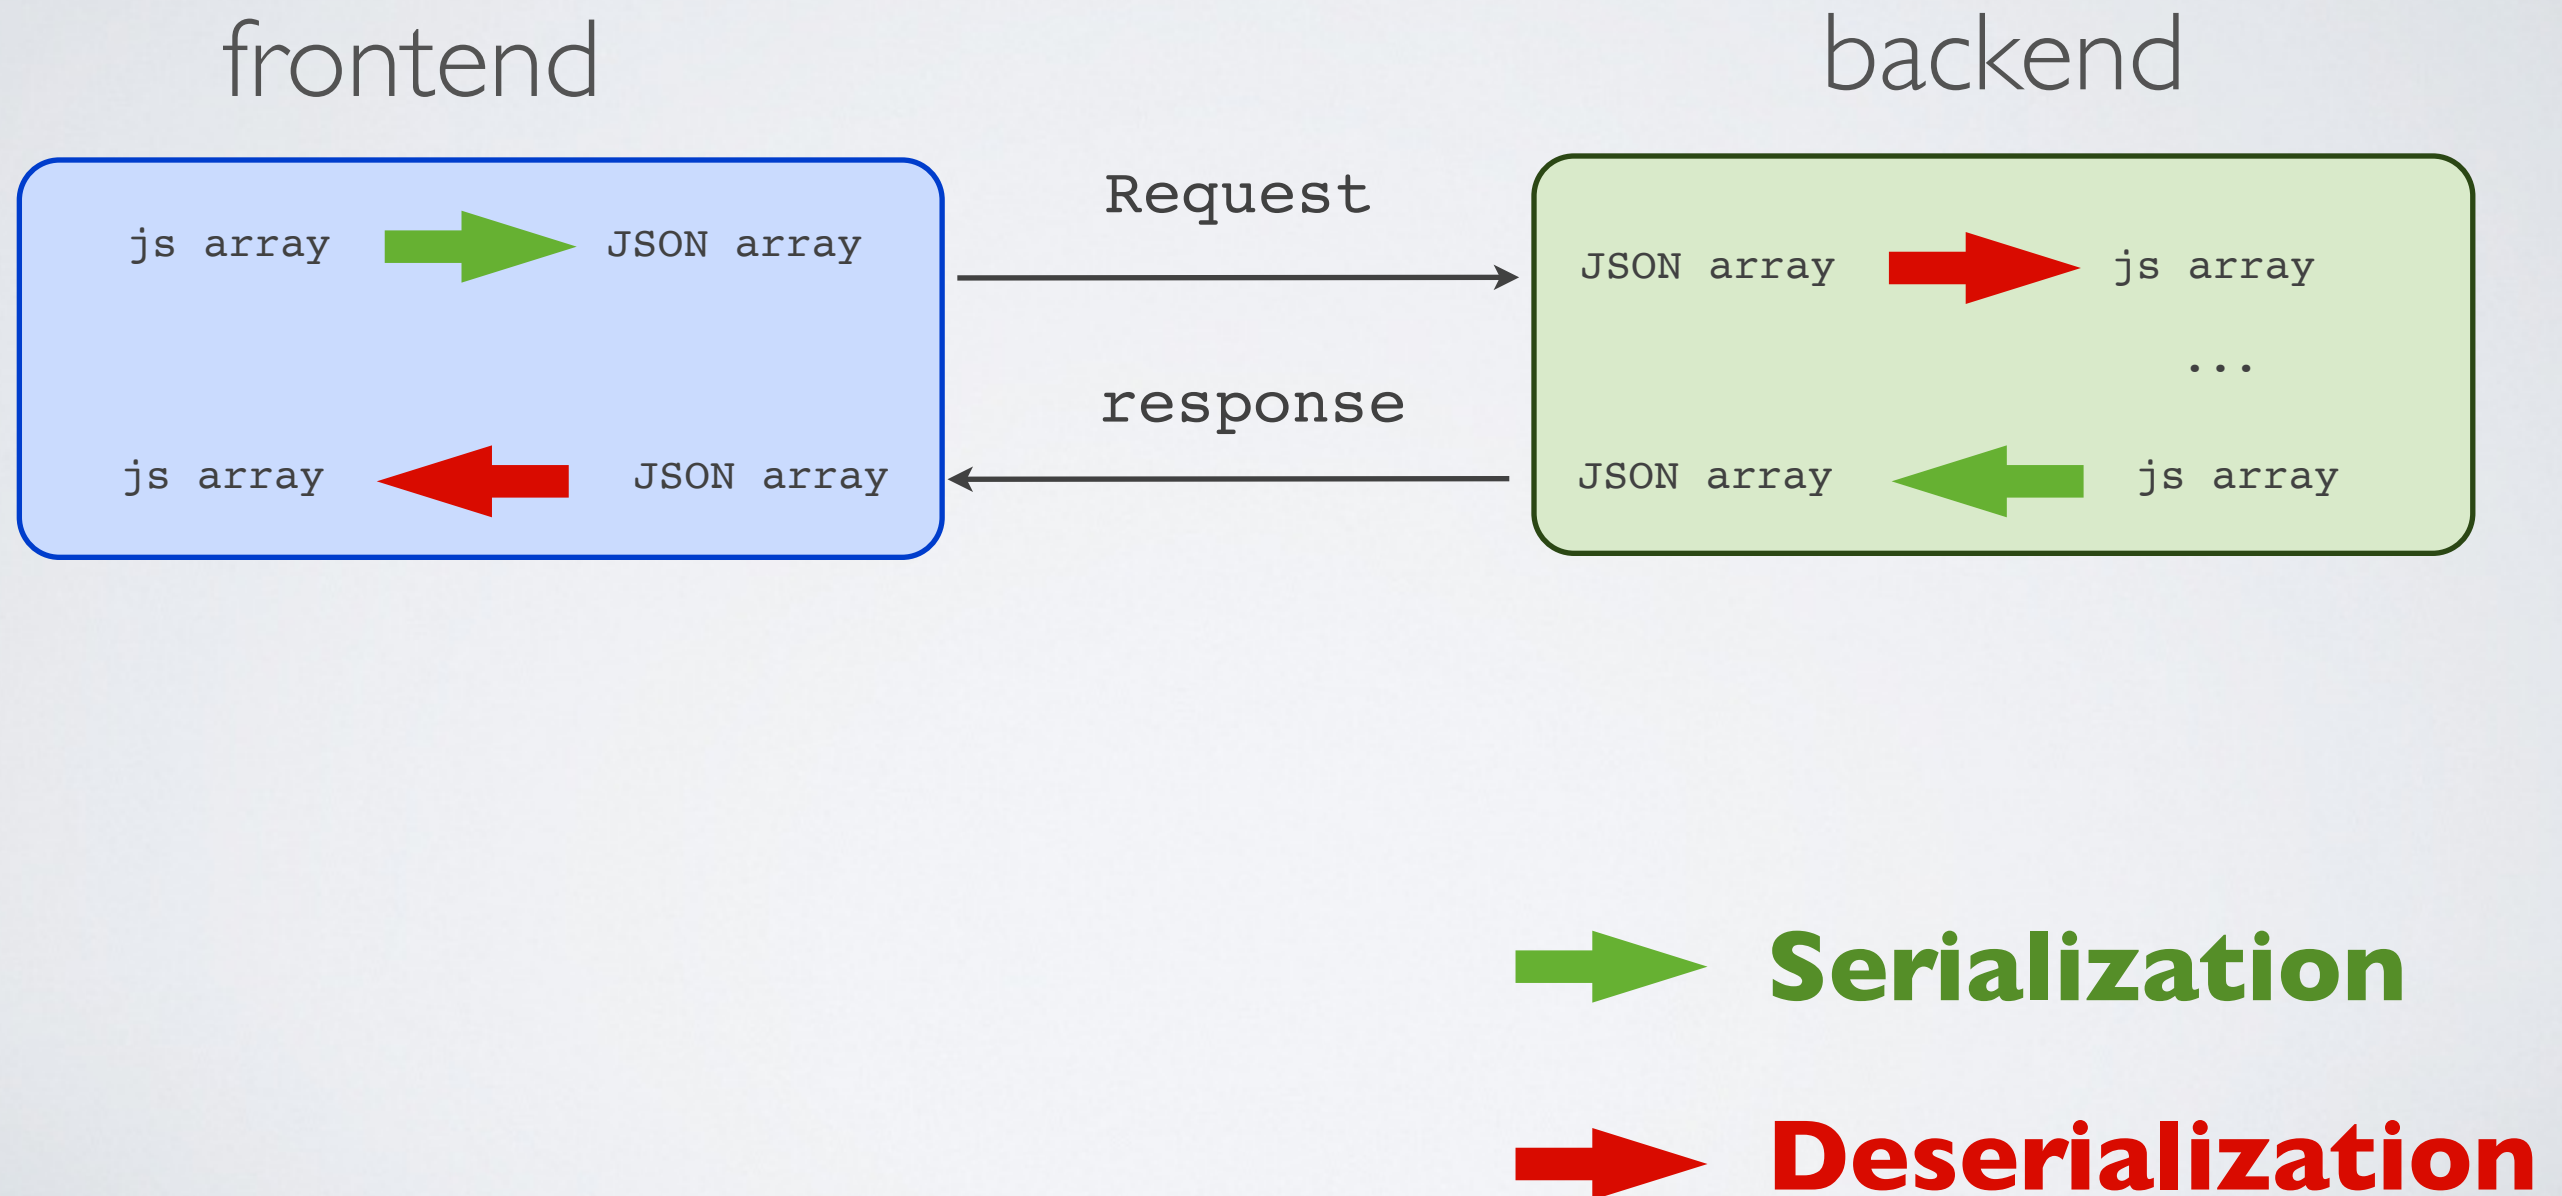 frontend
backend
js array
JSON array
Request
JSON array
js array
...
js array
JSON array
response
JSON array
js array
Serialization
Deserialization